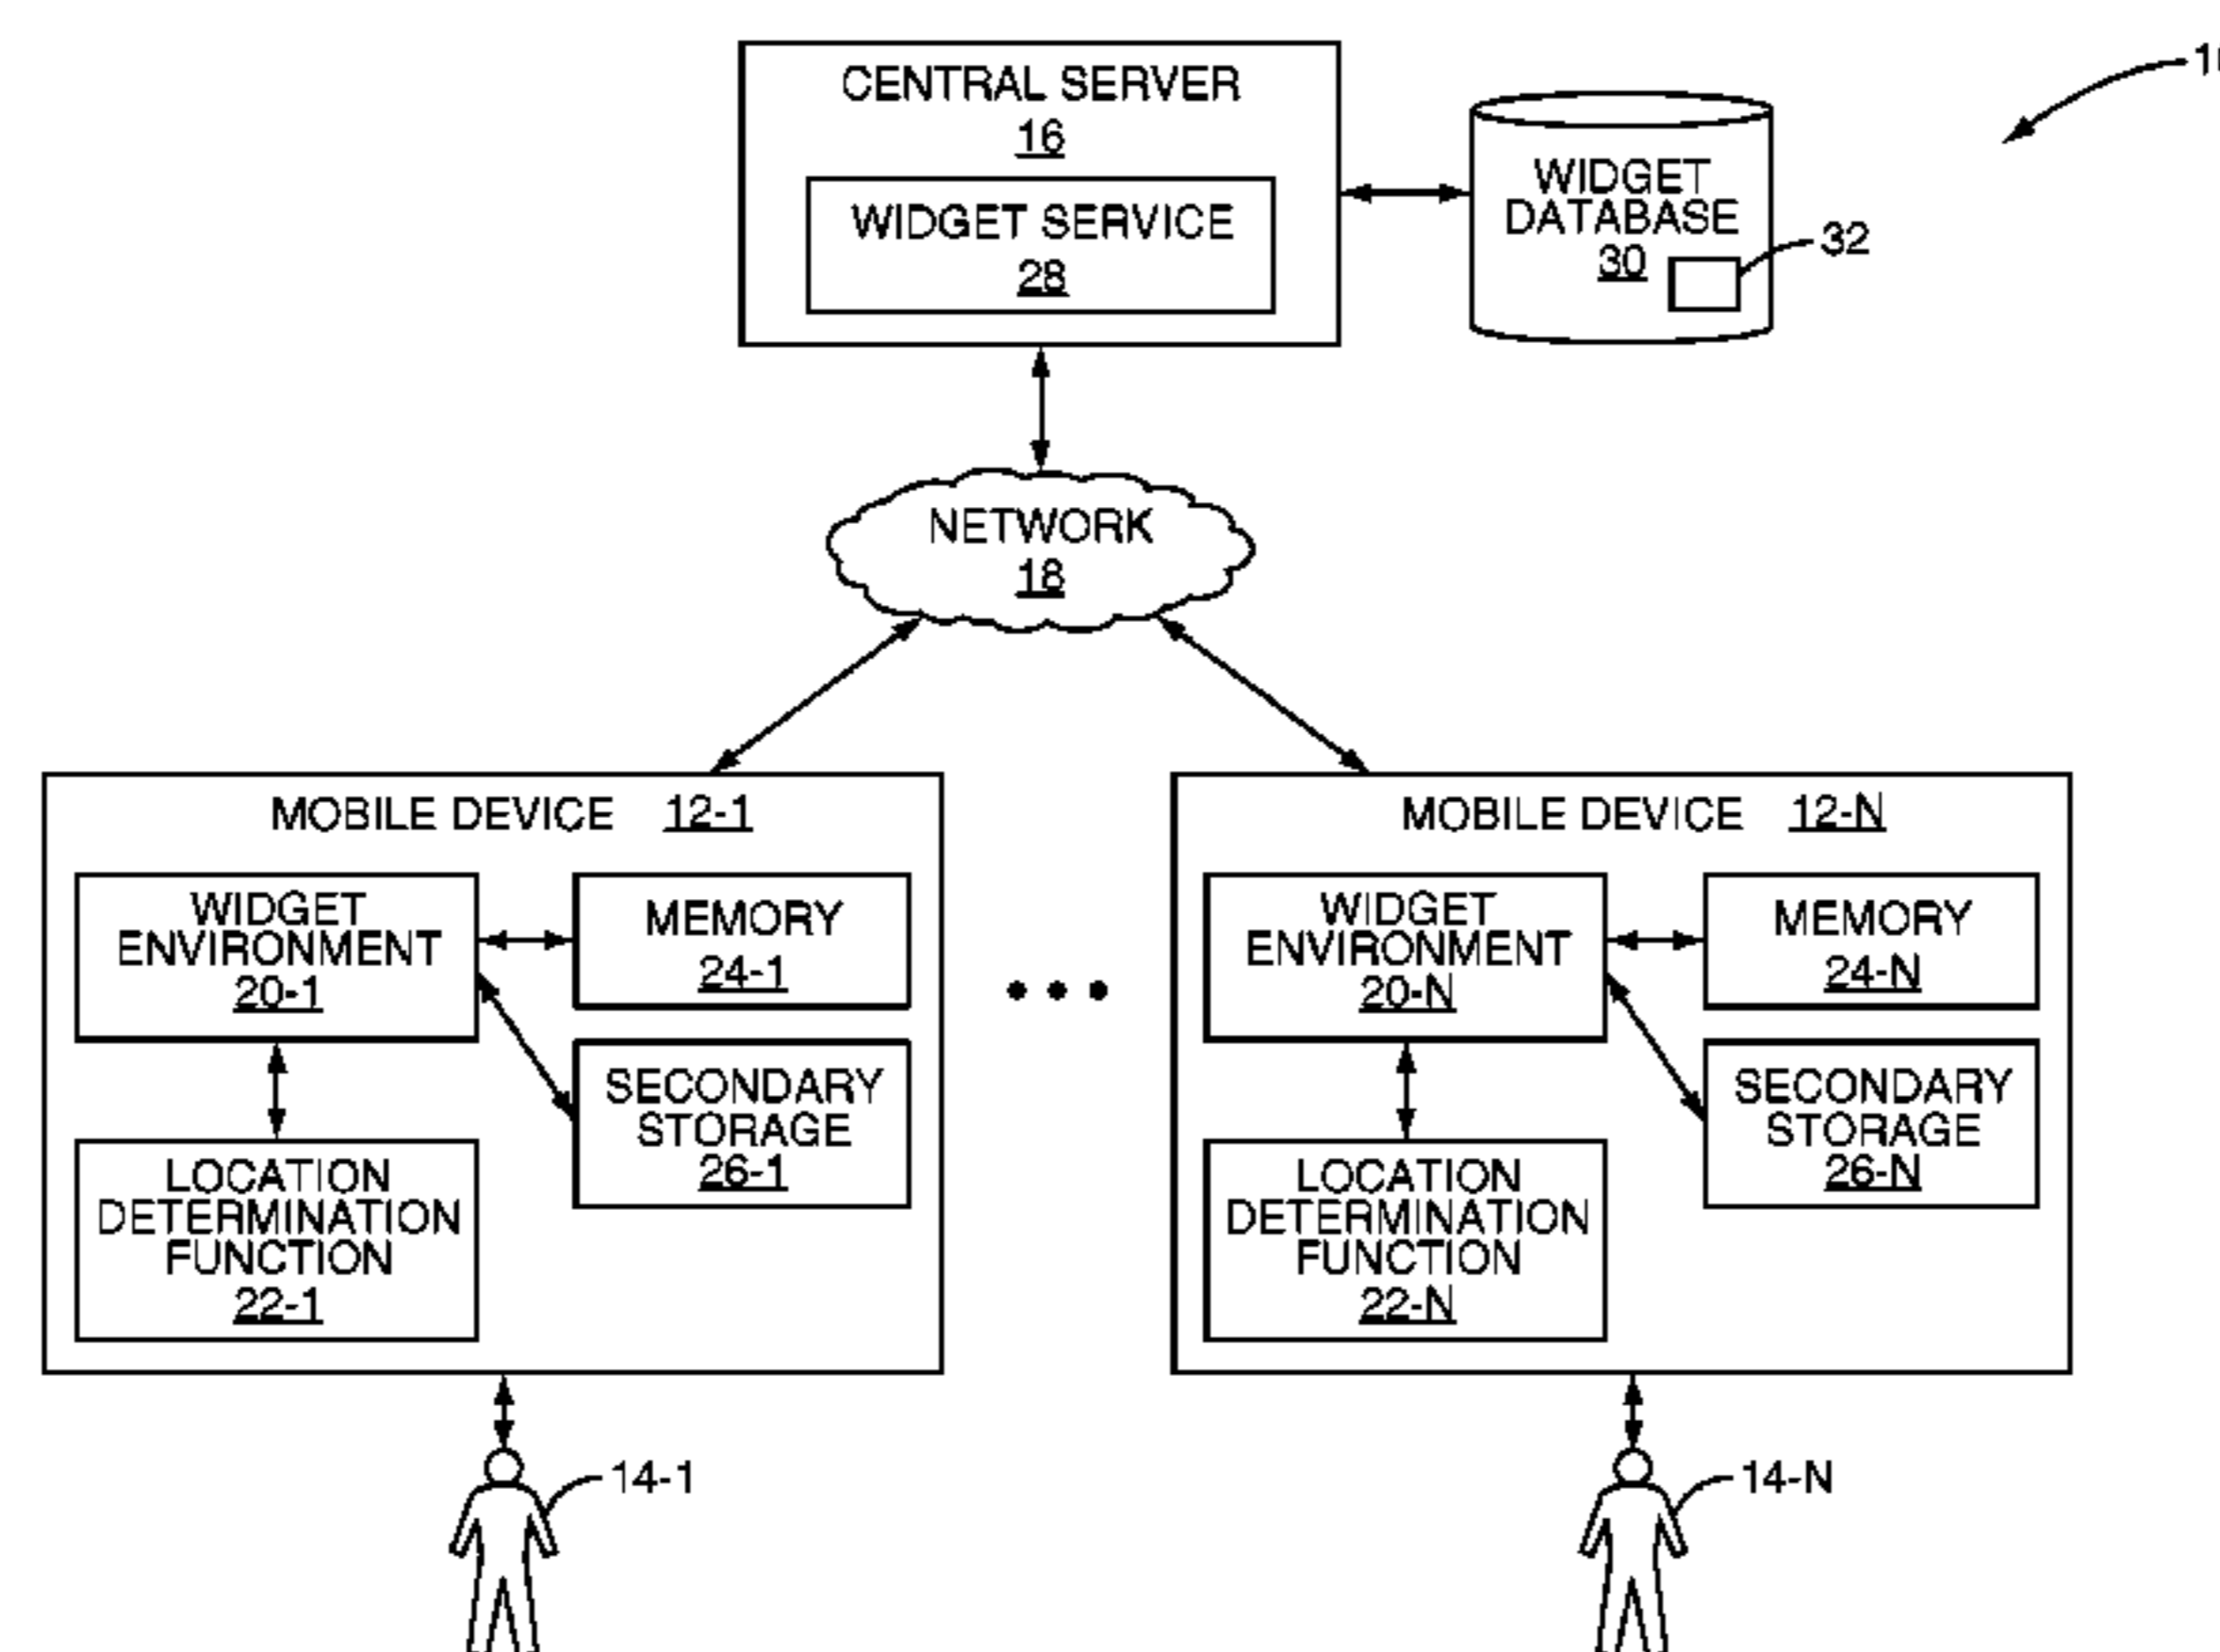 CENTRAL SERVER
16
WIDGET SERVICE
28
WIDGET
DATABASE
30
32
NETWORK
18
MOBILE DEVICE 12-1
WIDGET
ENVIRONMENT
20-1
MEMORY
24-1
SECONDARY
STORAGE
26-1
LOCATION
DETERMINATION
FUNCTION
22-1
14-1
MOBILE DEVICE 12-N
WIDGET
ENVIRONMENT
20-N
MEMORY
24-N
SECONDARY
STORAGE
26-N
LOCATION
DETERMINATION
FUNCTION
22-N
14-N